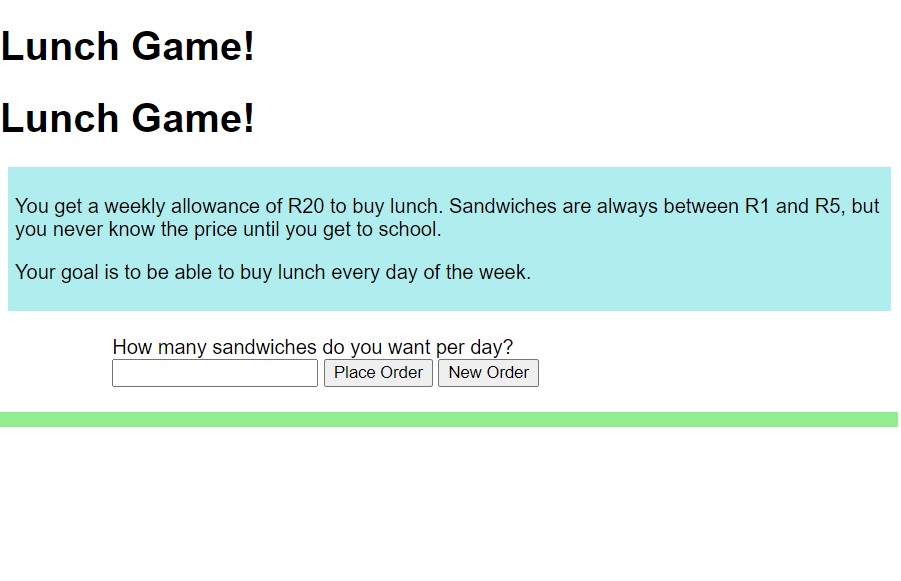 Lunch Game!
Lunch Game!
You get a weekly allowance of R20 to buy lunch. Sandwiches are always between R1 and R5, but
you never know the price until you get to school.
Your goal is to be able to buy lunch every day of the week.
How many sandwiches do you want per day?
Place Order New Order